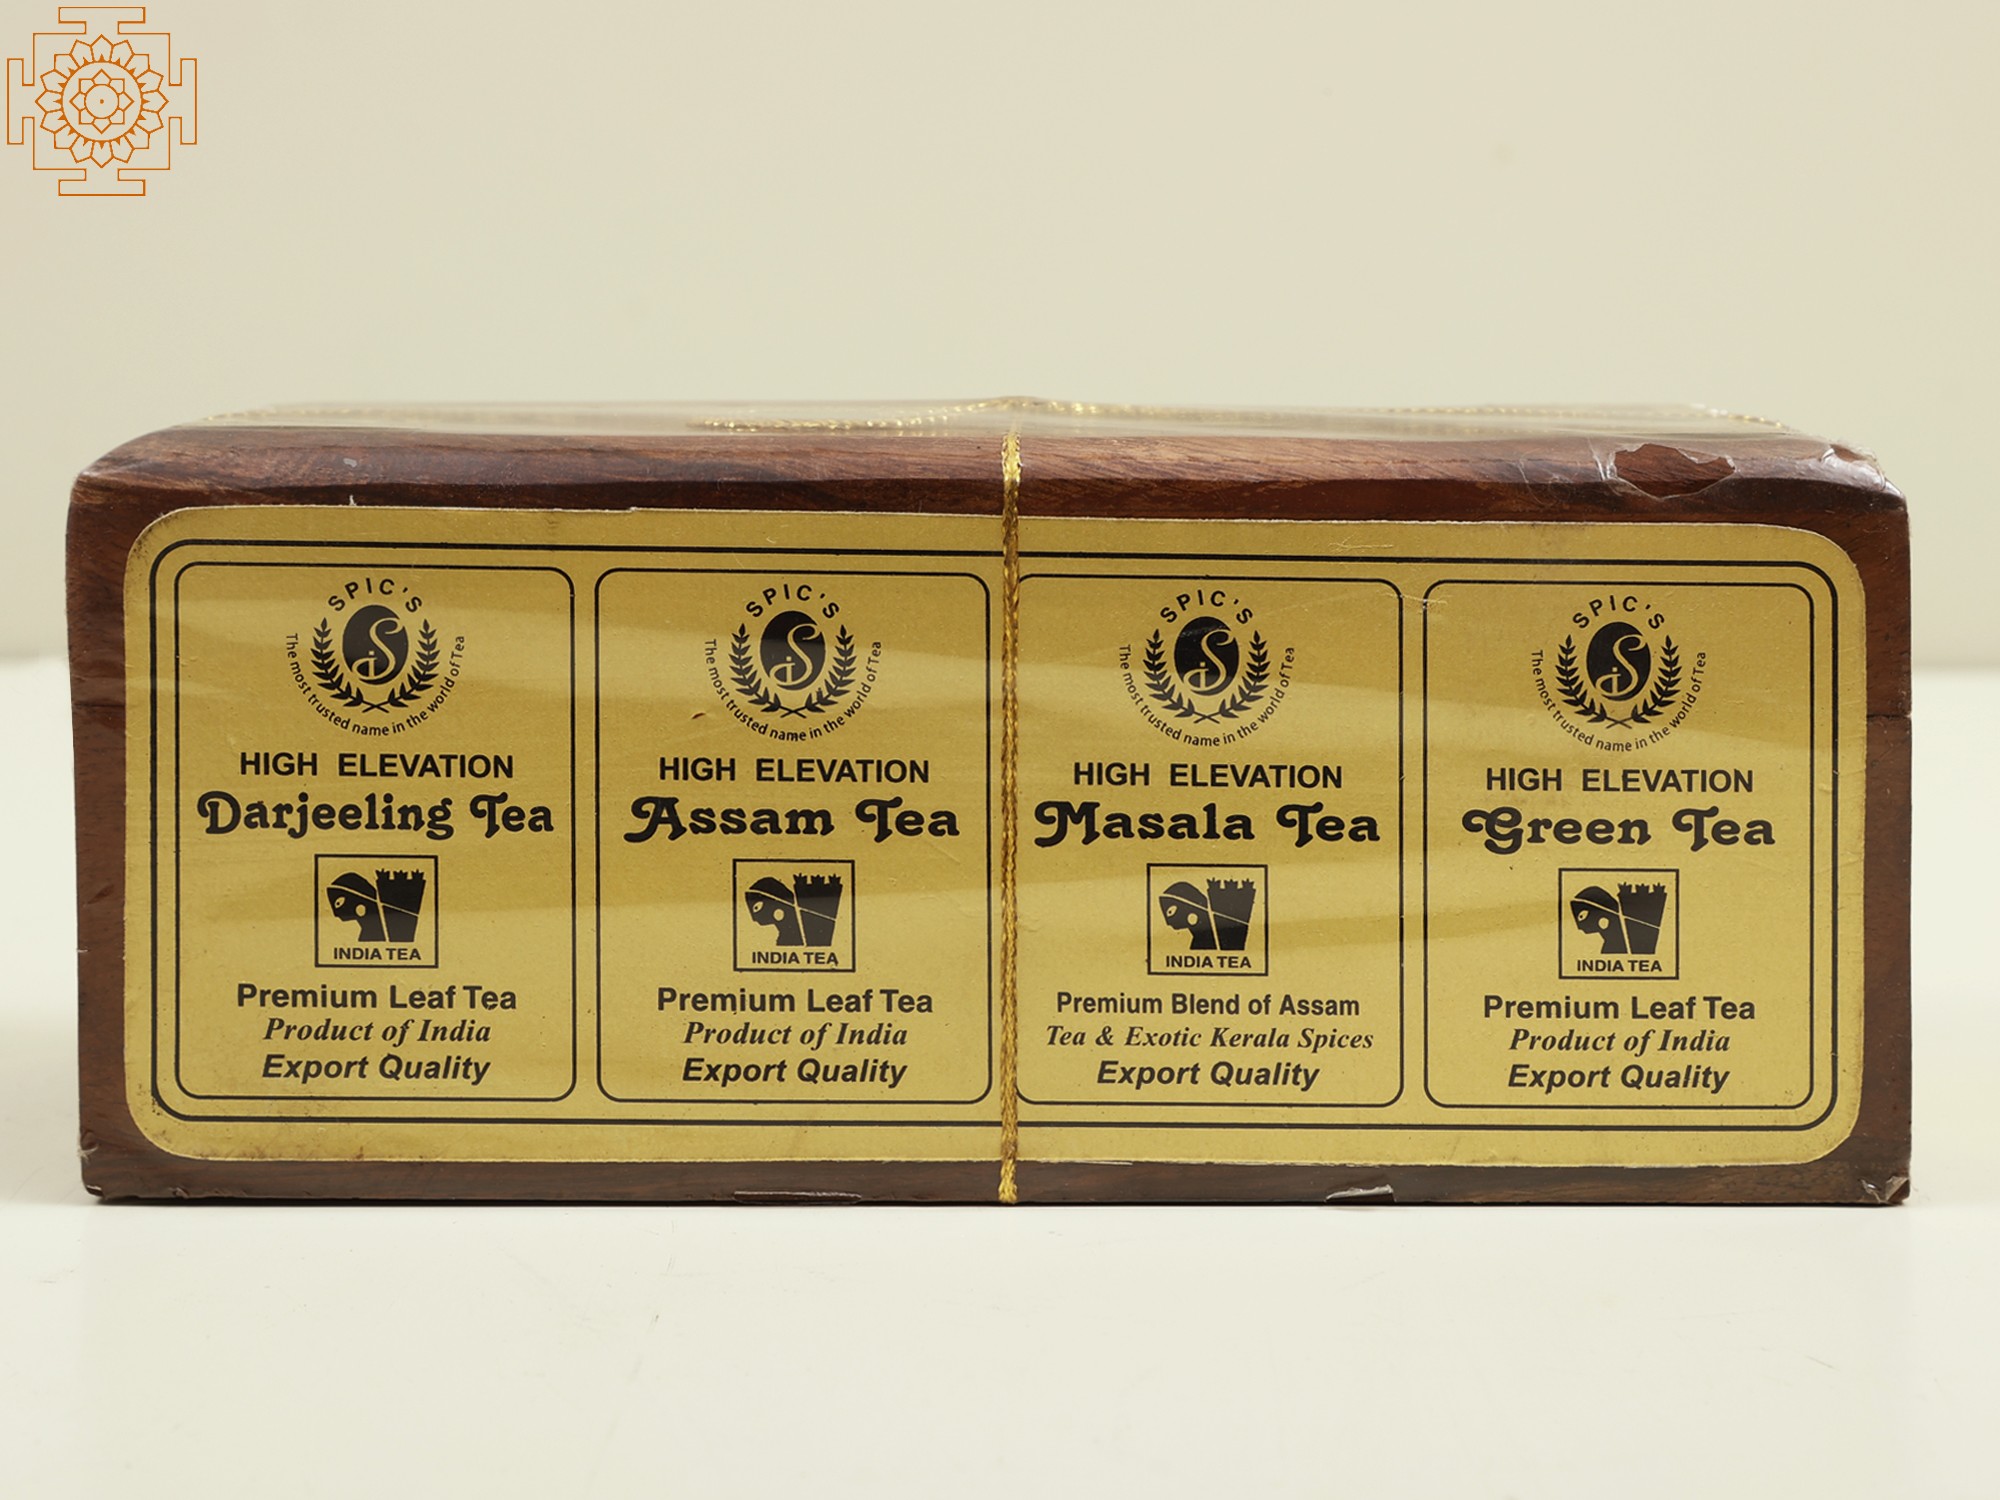 SPIC'S
iS
The most trusted name in the world of Tea
HIGH ELEVATION
Darjeeling Tea
INDIA TEA
Premium Leaf Tea
Product of India
Export Quality
SPIC'S
iS
The most trusted name in the world of Tea
HIGH ELEVATION
Assam Tea
INDIA TEA
Premium Leaf Tea
Product of India
Export Quality
SPIC'S
iS
The most trusted name in the world of Tea
HIGH ELEVATION
Masala Tea
INDIA TEA
Premium Blend of Assam
Tea & Exotic Kerala Spices
Export Quality
SPIC'S
iS
The most trusted name in the world of Tea
HIGH ELEVATION
Green Tea
INDIA TEA
Premium Leaf Tea
Product of India
Export Quality